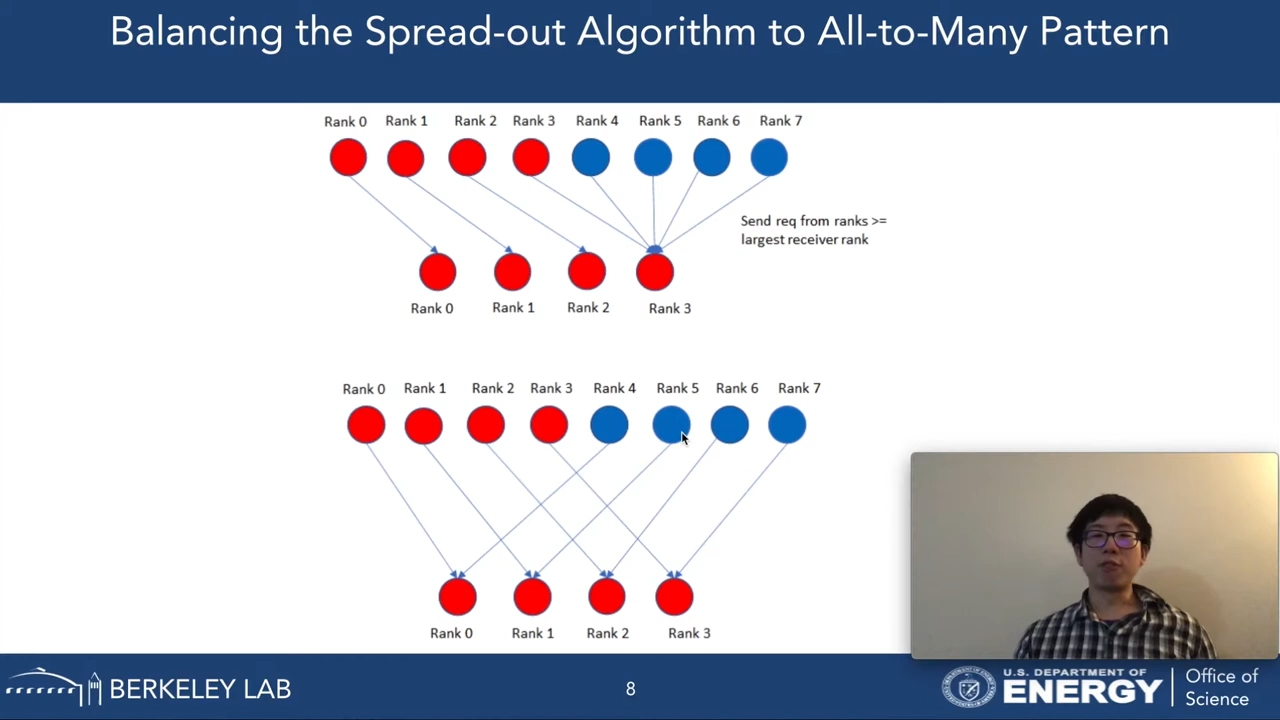 Balancing the Spread-out Algorithm to All-to-Many Pattern
Rank 0 Rank 1 Rank 2 Rank 3 Rank 4 Rank 5 Rank 6 Rank 7
Send req from ranks >=
largest receiver rank
Rank 0 Rank 1 Rank 2 Rank 3
Rank 0 Rank 1 Rank 2 Rank 3 Rank 4 Rank 5 Rank 6 Rank 7
Rank 0 Rank 1 Rank 2 Rank 3
BERKELEY LAB
8
U.S. DEPARTMENT OF
ENERGY
Office of
Science